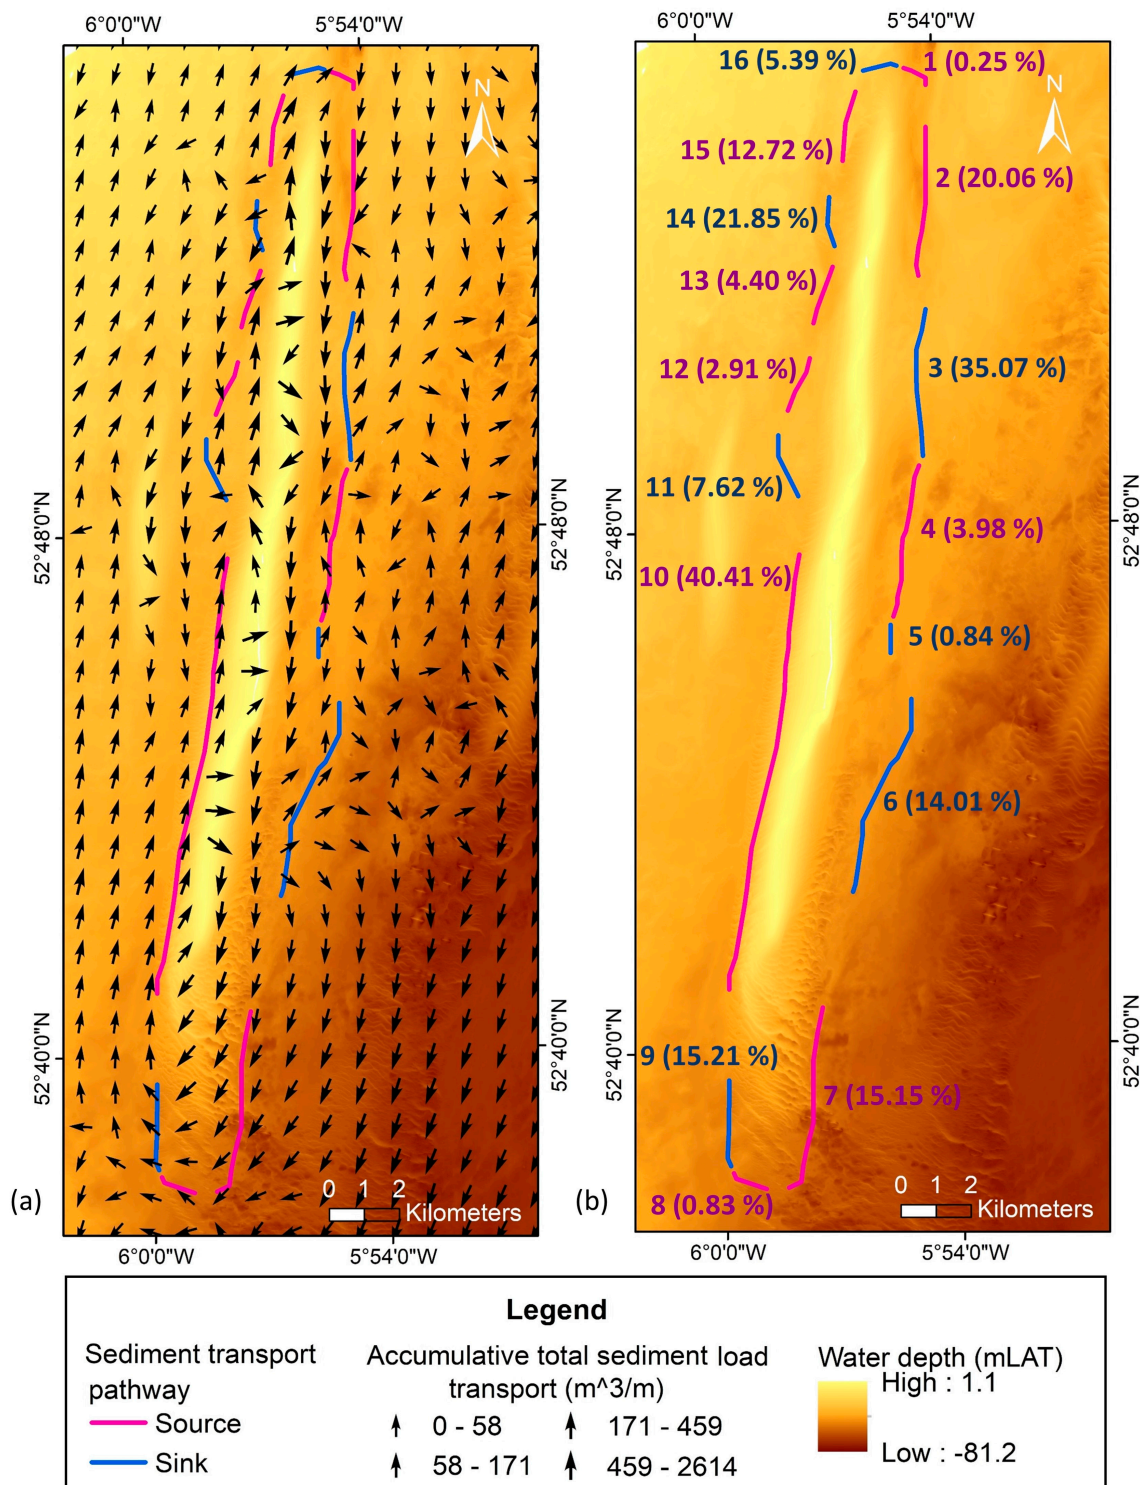 6°0'0"W 5°54'0"W 6°0'0"W 5°54'0"W
N N
16 (5.39 %) 1 (0.25 %)
15 (12.72 %)
2 (20.06 %)
14 (21.85 %)
13 (4.40 %)
12 (2.91 %) 3 (35.07 %)
11 (7.62 %)
52°48'0"N 52°48'0"N 52°48'0"N 52°48'0"N
4 (3.98 %)
10 (40.41 %)
5 (0.84 %)
6 (14.01 %)
52°40'0"N 52°40'0"N 52°40'0"N 52°40'0"N
9 (15.21 %)
7 (15.15 %)
8 (0.83 %)
(a) 0 1 2 (b) 0 1 2
Kilometers Kilometers
6°0'0"W 5°54'0"W 6°0'0"W 5°54'0"W
Legend
Sediment transport
pathway
Source
Sink
Accumulative total sediment load
transport (m^3/m)
0 - 58 171 - 459
58 - 171 459 - 2614
Water depth (mLAT)
High : 1.1
Low : -81.2